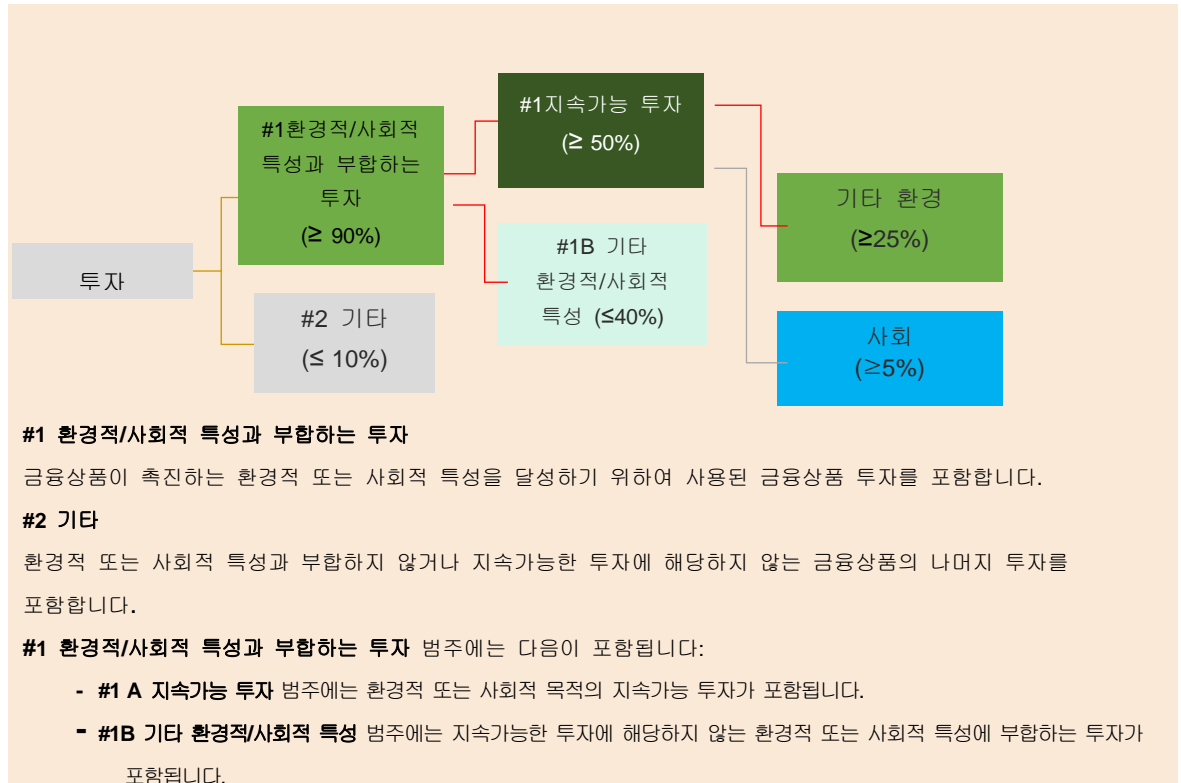 투자
#1환경적/사회적
특성과 부합하는
투자
(≥ 90%)
#2 기타
(≤ 10%)
#1지속가능 투자
(≥ 50%)
#1B 기타
환경적/사회적
특성 (≤40%)
기타 환경
(≥25%)
사회
(≥5%)
#1 환경적/사회적 특성과 부합하는 투자
금융상품이 촉진하는 환경적 또는 사회적 특성을 달성하기 위하여 사용된 금융상품 투자를 포함합니다.
#2 기타
환경적 또는 사회적 특성과 부합하지 않거나 지속가능한 투자에 해당하지 않는 금융상품의 나머지 투자를
포함합니다.
#1 환경적/사회적 특성과 부합하는 투자 범주에는 다음이 포함됩니다:
- #1 A 지속가능 투자 범주에는 환경적 또는 사회적 목적의 지속가능 투자가 포함됩니다.
- #1B 기타 환경적/사회적 특성 범주에는 지속가능한 투자에 해당하지 않는 환경적 또는 사회적 특성에 부합하는 투자가
포함됩니다.